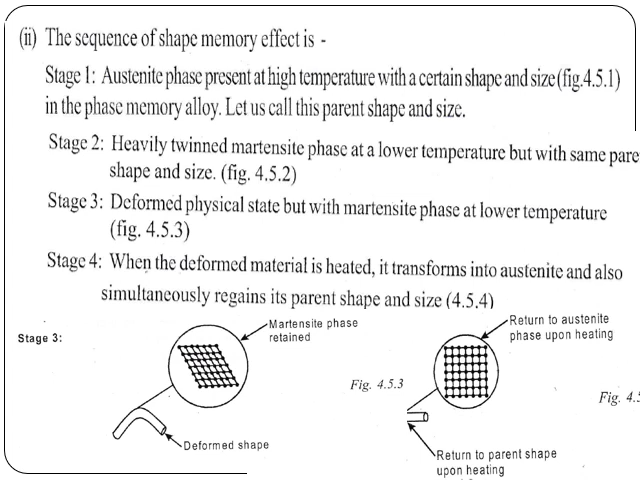 (ii) The sequence of shape memory effect is -
Stage 1: Austenite phase present at high temperature with a certain shape and size (fig.4.5.1)
in the phase memory alloy. Let us call this parent shape and size.
Stage 2: Heavily twinned martensite phase at a lower temperature but with same pare
shape and size. (fig. 4.5.2)
Stage 3: Deformed physical state but with martensite phase at lower temperature
(fig. 4.5.3)
Stage 4: When the deformed material is heated, it transforms into austenite and also
simultaneously regains its parent shape and size (4.5.4)
Stage 3:
Martensite phase
retained
Fig. 4.5.3
Deformed shape
Return to austenite
phase upon heating
Fig. 4.5
Return to parent shape
upon heating